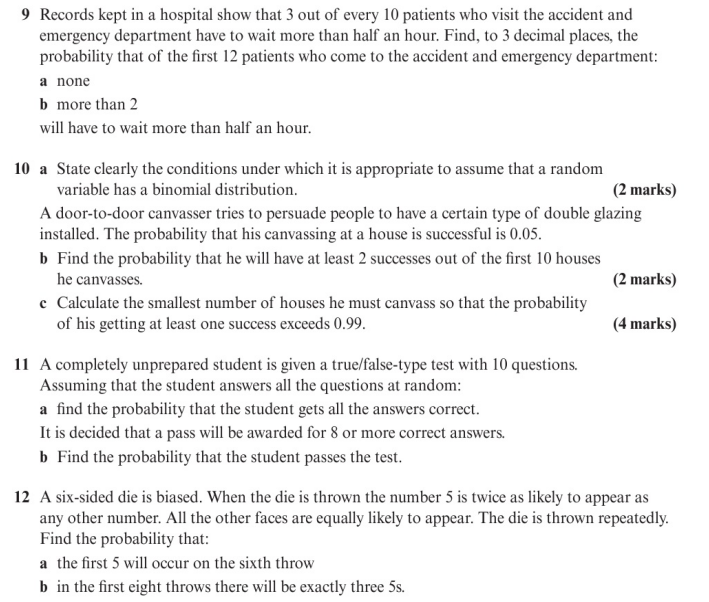 9 Records kept in a hospital show that 3 out of every 10 patients who visit the accident and
emergency department have to wait more than half an hour. Find, to 3 decimal places, the
probability that of the first 12 patients who come to the accident and emergency department:
a none
b more than 2
will have to wait more than half an hour.
10 a State clearly the conditions under which it is appropriate to assume that a random
variable has a binomial distribution. (2 marks)
A door-to-door canvasser tries to persuade people to have a certain type of double glazing
installed. The probability that his canvassing at a house is successful is 0.05.
b Find the probability that he will have at least 2 successes out of the first 10 houses
he canvasses. (2 marks)
c Calculate the smallest number of houses he must canvass so that the probability
of his getting at least one success exceeds 0.99. (4 marks)
11 A completely unprepared student is given a true/false-type test with 10 questions.
Assuming that the student answers all the questions at random:
a find the probability that the student gets all the answers correct.
It is decided that a pass will be awarded for 8 or more correct answers.
b Find the probability that the student passes the test.
12 A six-sided die is biased. When the die is thrown the number 5 is twice as likely to appear as
any other number. All the other faces are equally likely to appear. The die is thrown repeatedly.
Find the probability that:
a the first 5 will occur on the sixth throw
b in the first eight throws there will be exactly three 5s.